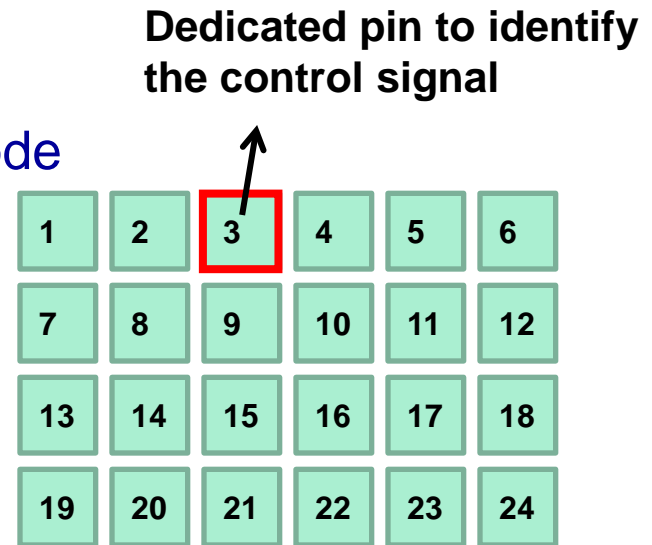 Dedicated pin to identify
the control signal
ode
1 2 3 4 5 6
7 8 9 10 11 12
13 14 15 16 17 18
19 20 21 22 23 24